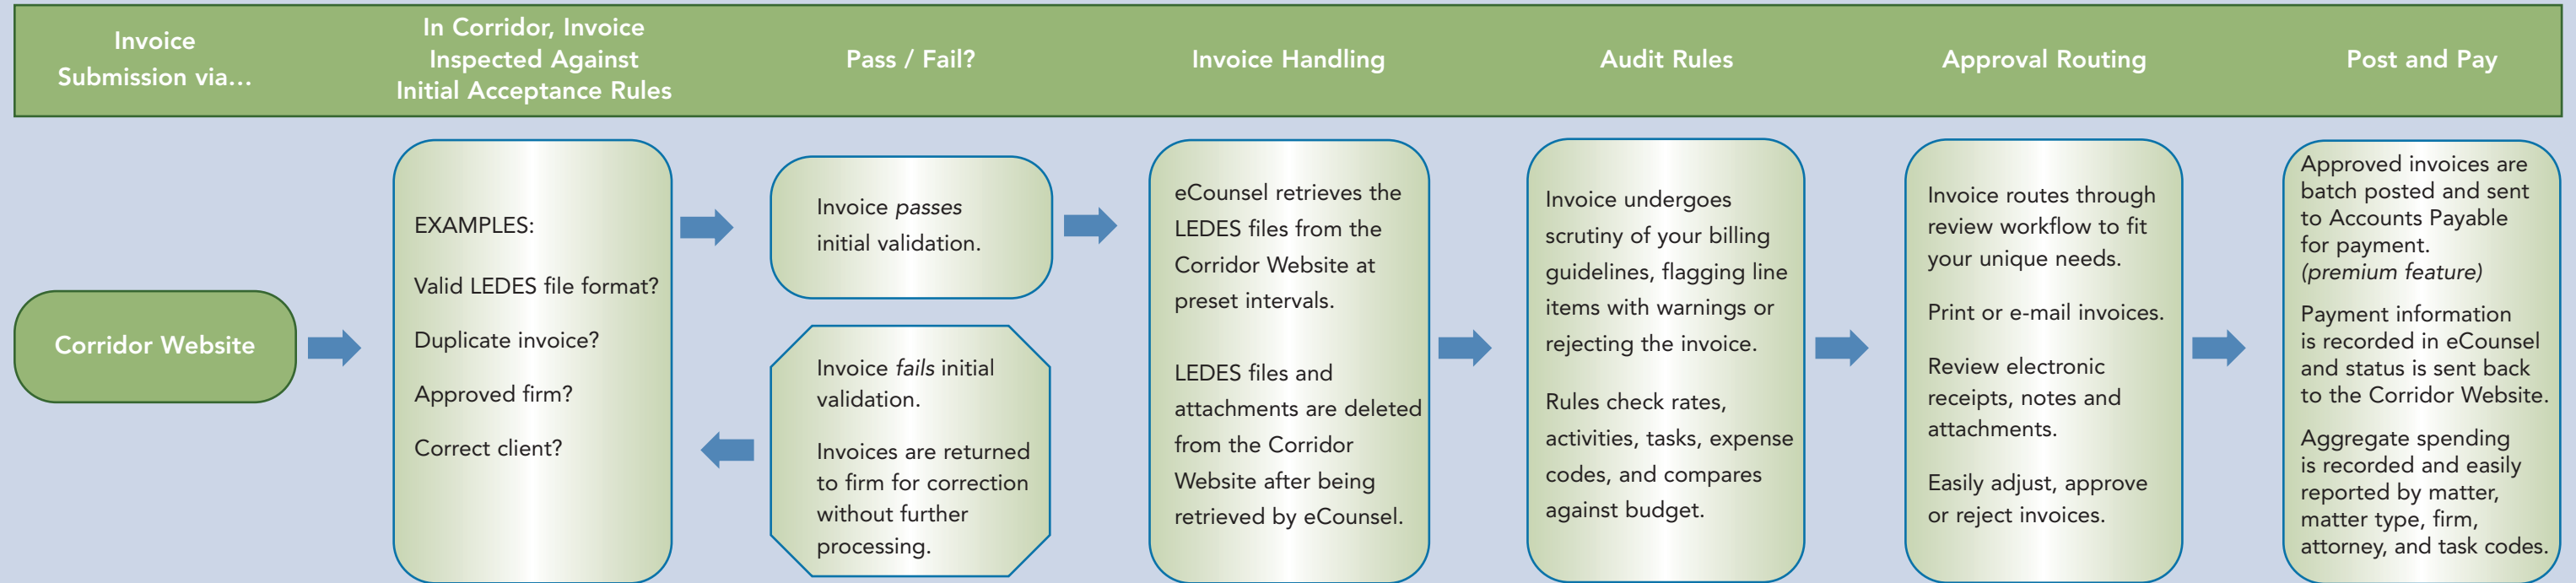 Invoice
Submission via...
In Corridor, Invoice
Inspected Against
Initial Acceptance Rules
Pass / Fail?
Invoice Handling
Audit Rules
Approval Routing
Post and Pay
Corridor Website
EXAMPLES:
Valid LEDES file format?
Duplicate invoice?
Approved firm?
Correct client?
Invoice passes
initial validation.
Invoice fails initial
validation.
Invoices are returned
to firm for correction
without further
processing.
eCounsel retrieves the
LEDES files from the
Corridor Website at
preset intervals.
LEDES files and
attachments are deleted
from the Corridor
Website after being
retrieved by eCounsel.
Invoice undergoes
scrutiny of your billing
guidelines, flagging line
items with warnings or
rejecting the invoice.
Rules check rates,
activities, tasks, expense
codes, and compares
against budget.
Invoice routes through
review workflow to fit
your unique needs.
Print or e-mail invoices.
Review electronic
receipts, notes and
attachments.
Easily adjust, approve
or reject invoices.
Approved invoices are
batch posted and sent
to Accounts Payable
for payment.
(premium feature)
Payment information
is recorded in eCounsel
and status is sent back
to the Corridor Website.
Aggregate spending
is recorded and easily
reported by matter,
matter type, firm,
attorney, and task codes.